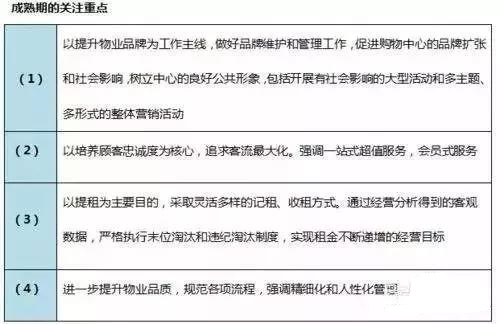 成熟期的关注重点
(1)
以提升物业品牌为工作主线,做好品牌维护和管理工作,促进购物中心的品牌扩张
和社会影响,树立中心的良好公共形象,包括开展有社会影响的大型活动和多主题、
多形式的整体营销活动
(2)
以培养顾客忠诚度为核心,追求客流最大化。强调一站式超值服务,会员式服务
(3)
以提租为主要目的,采取灵活多样的记租、收租方式。通过经营分析得到的客观
数据,严格执行末位淘汰和违纪淘汰制度,实现租金不断递增的经营目标
(4)
进一步提升物业品质,规范各项流程,强调精细化和人性化管理